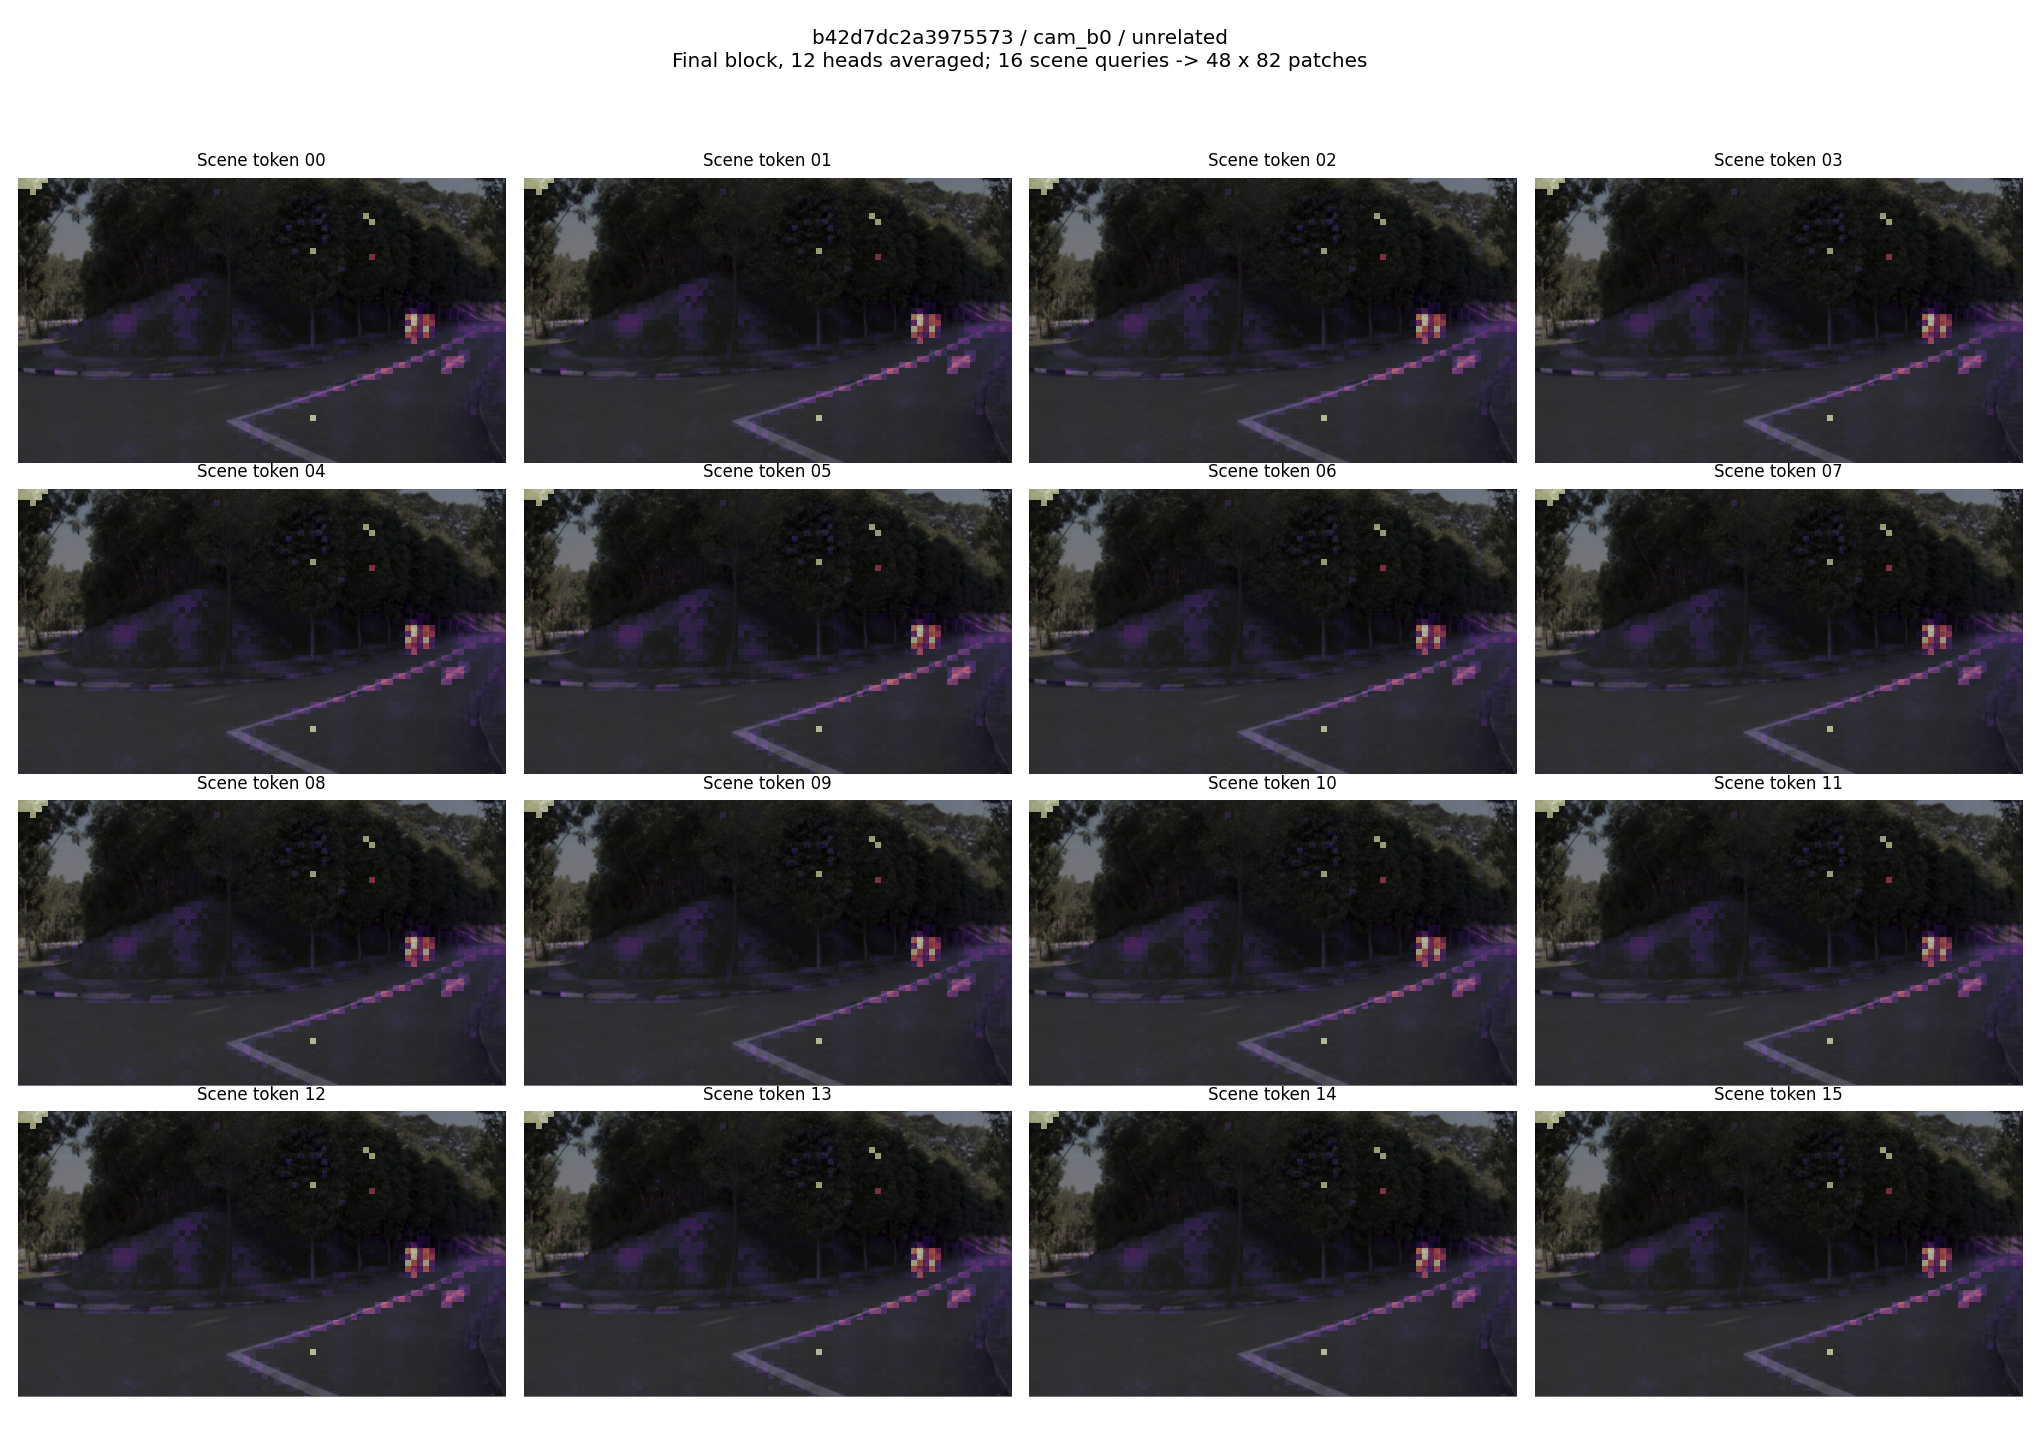 b42d7dc2a3975573 / cam_b0 / unrelated
Final block, 12 heads averaged; 16 scene queries -> 48 x 82 patches
Scene token 00
Scene token 01
Scene token 02
Scene token 03
Scene token 04
Scene token 05
Scene token 06
Scene token 07
Scene token 08
Scene token 09
Scene token 10
Scene token 11
Scene token 12
Scene token 13
Scene token 14
Scene token 15